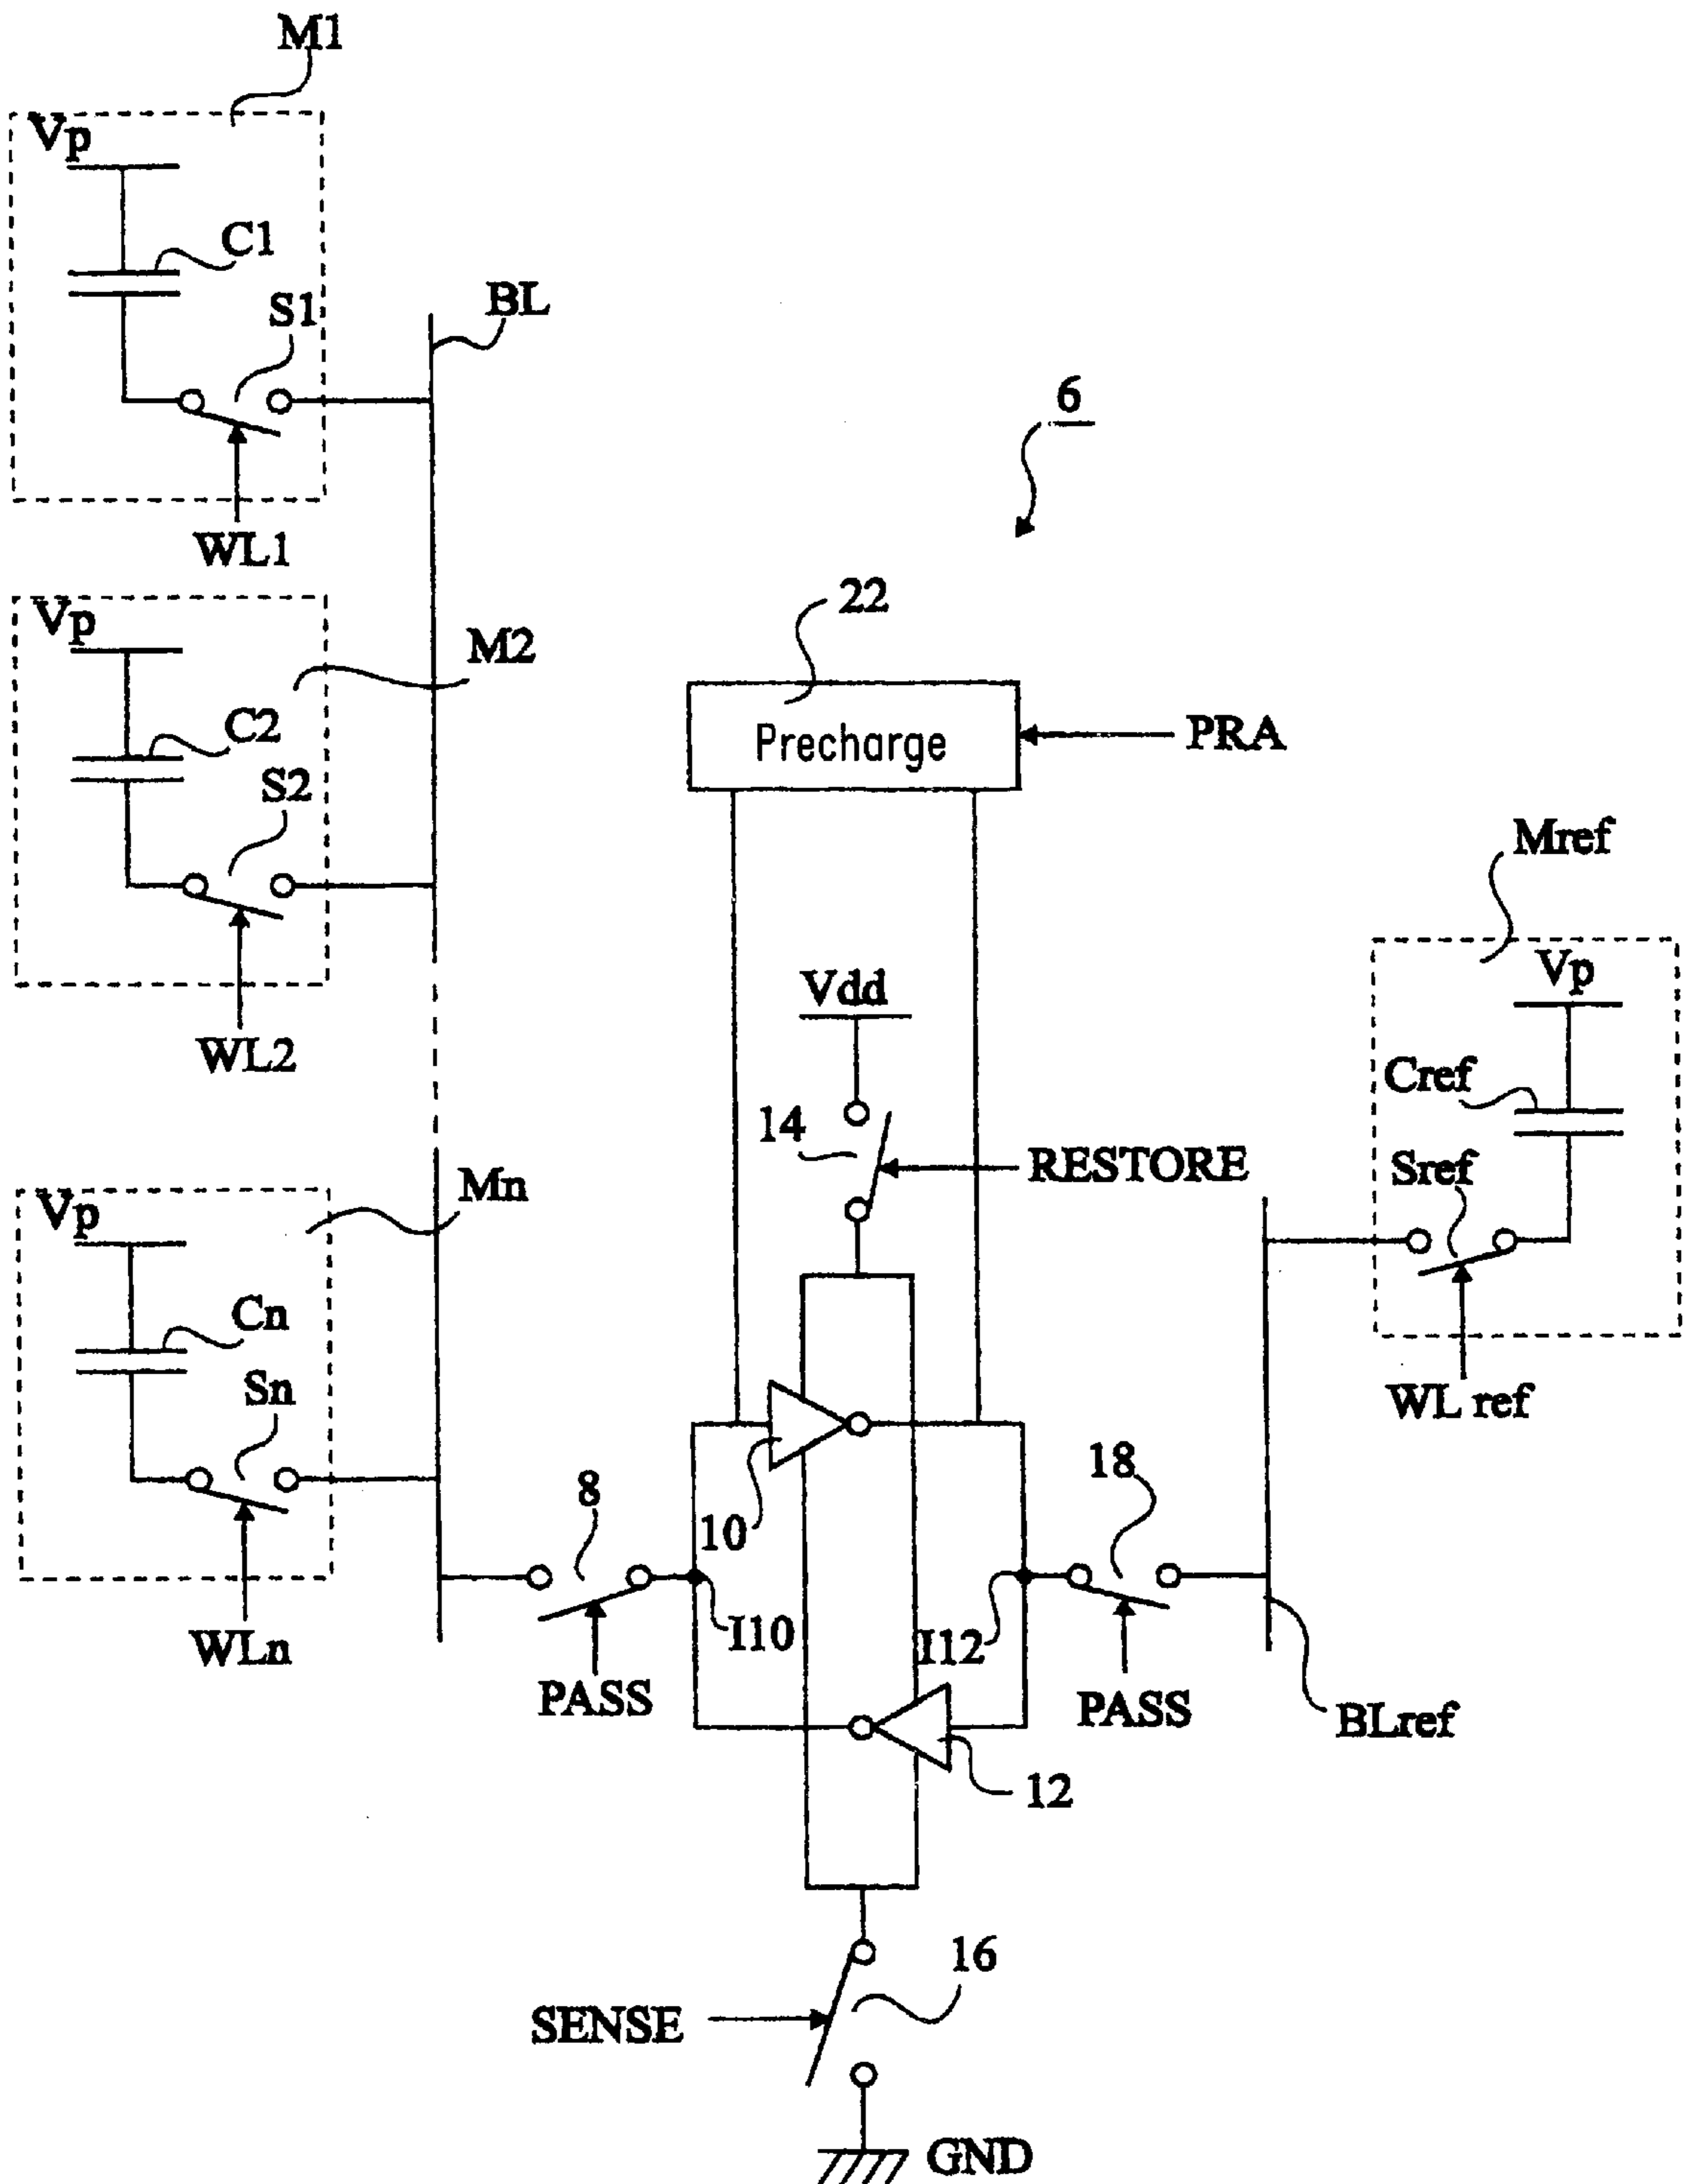 M1
Vp
C1
S1
BL
WL1
6
Vp
M2
C2
S2
WL2
22
Precharge
PRA
Mref
Vp
Cref
Sref
WL ref
Vdd
14
RESTORE
Mn
Vp
Cn
Sn
WLn
10
8
18
I10
I12
PASS
PASS
BLref
12
16
SENSE
GND